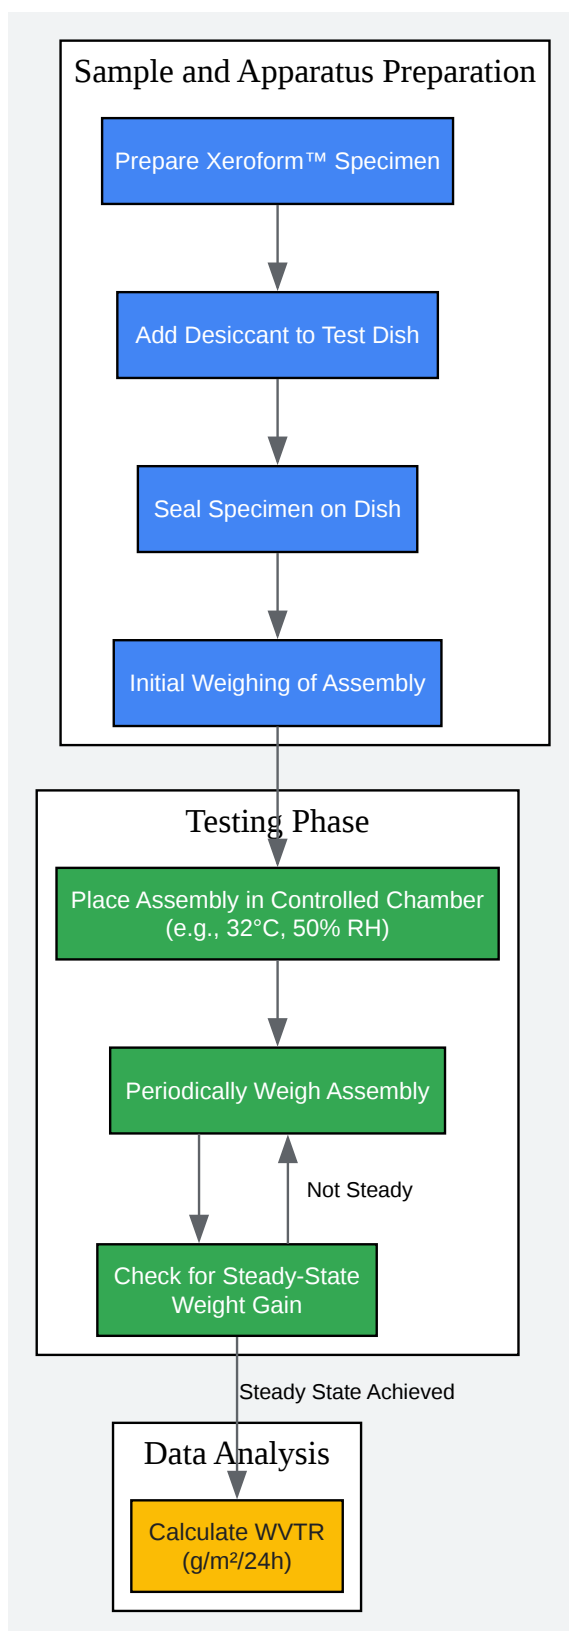 Sample and Apparatus Preparation
Prepare Xeroform™ Specimen
Add Desiccant to Test Dish
Seal Specimen on Dish
Initial Weighing of Assembly
Testing Phase
Place Assembly in Controlled Chamber
(e.g., 32°C, 50% RH)
Periodically Weigh Assembly
Not Steady
Check for Steady-State
Weight Gain
Steady State Achieved
Data Analysis
Calculate WVTR
(g/m²/24h)